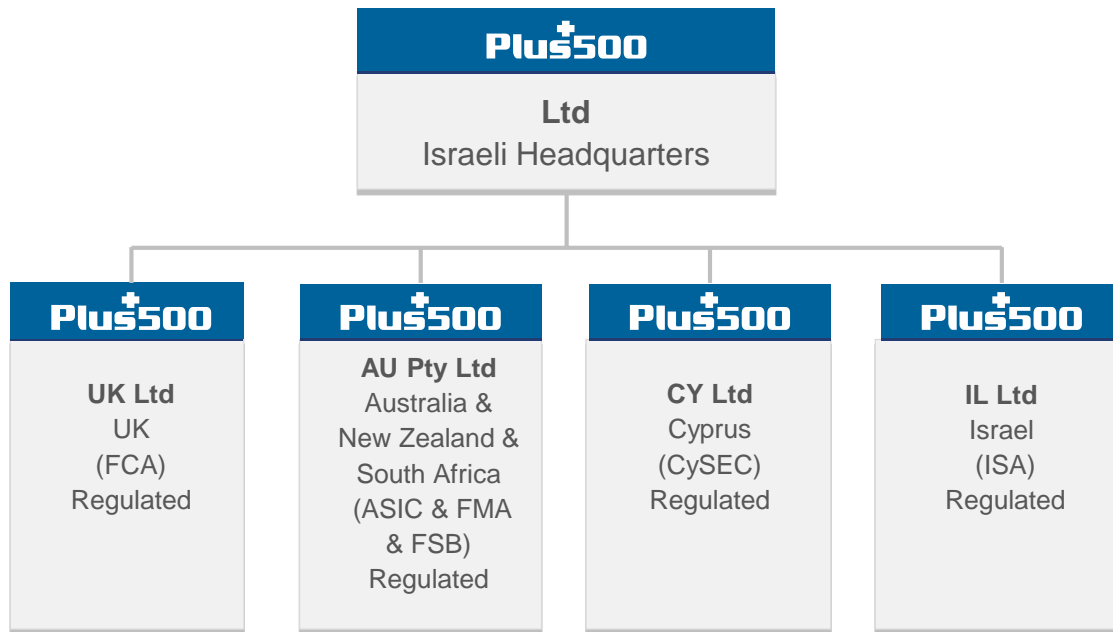 Plus500
Ltd
Israeli Headquarters
Plus500
UK Ltd
UK
(FCA)
Regulated
Plus500
AU Pty Ltd
Australia &
New Zealand &
South Africa
(ASIC & FMA
& FSB)
Regulated
Plus500
CY Ltd
Cyprus
(CySEC)
Regulated
Plus500
IL Ltd
Israel
(ISA)
Regulated